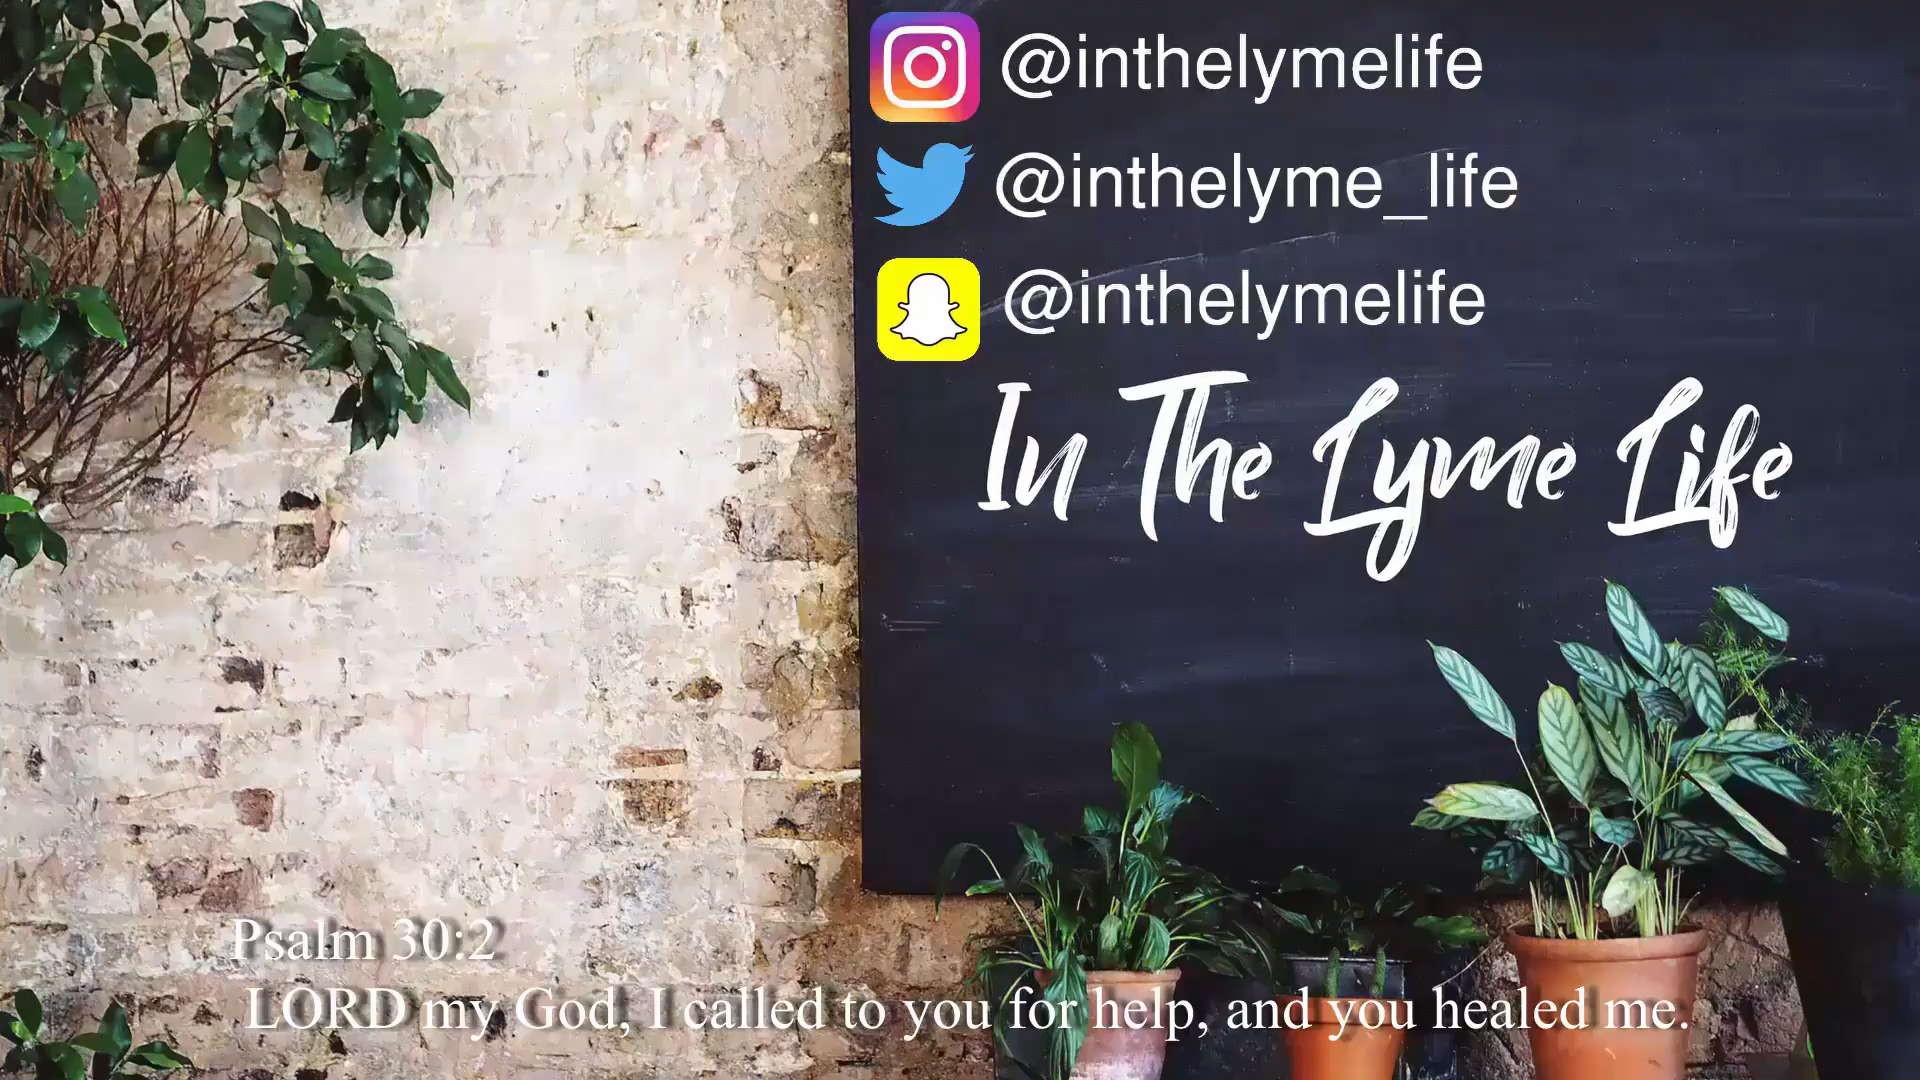 @inthelymelife
@inthelyme_life
@inthelymelife
In The Lyme Life
Psalm 30:2
LORD my God, I called to you for help, and you healed me.